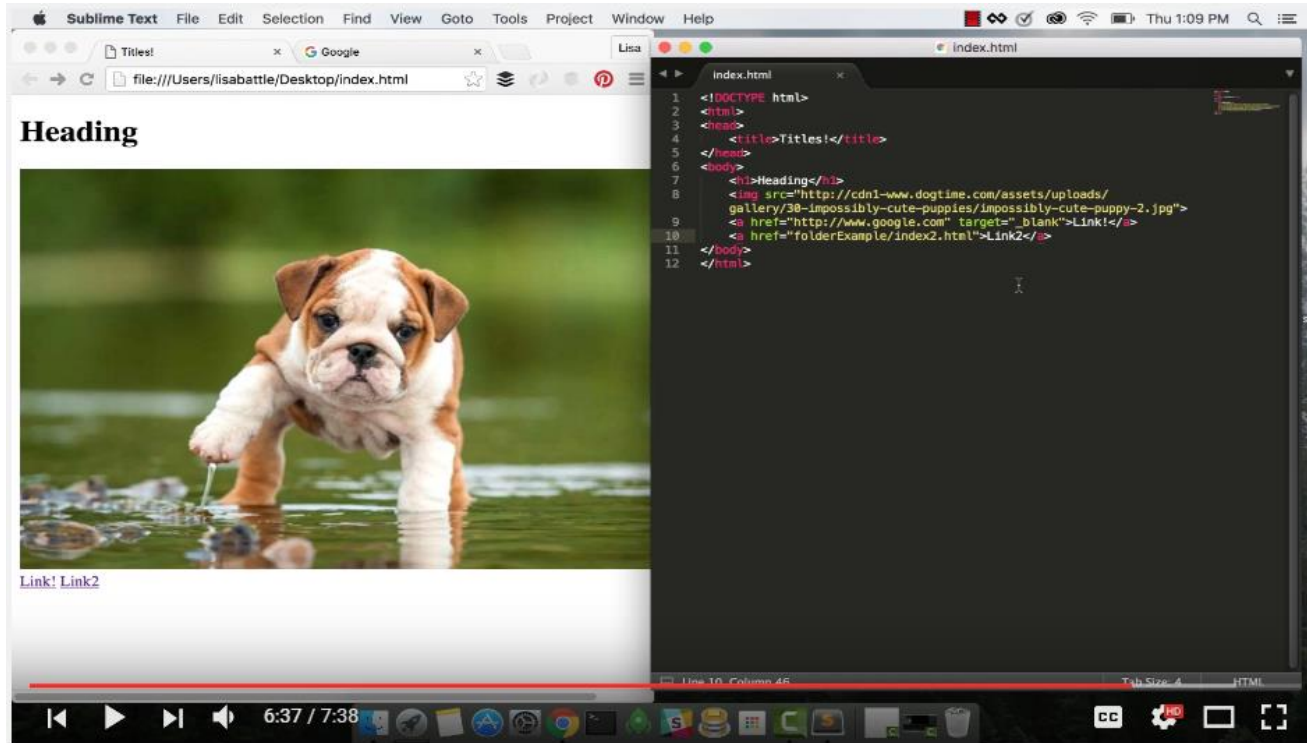 Sublime Text File Edit Selection Find View Goto Tools Project Window Help Thu 1:09 PM
Titles! Google Lisa
file:///Users/lisabattle/Desktop/index.html
Heading
Link! Link2
index.html
index.html
1 <!DOCTYPE html>
2 <html>
3 <head>
4 <title>Titles!</title>
5 </head>
6 <body>
7 <h1>Heading</h1>
8 <img src="http://cdn1-www.dogtime.com/assets/uploads/
gallery/30-impossibly-cute-puppies/impossibly-cute-puppy-2.jpg">
9 <a href="http://www.google.com" target="_blank">Link!</a>
10 <a href="folderExample/index2.html">Link2</a>
11 </body>
12 </html>
Line 10, Column 46 Tab Size: 4 HTML
6:37 / 7:38 CC HD